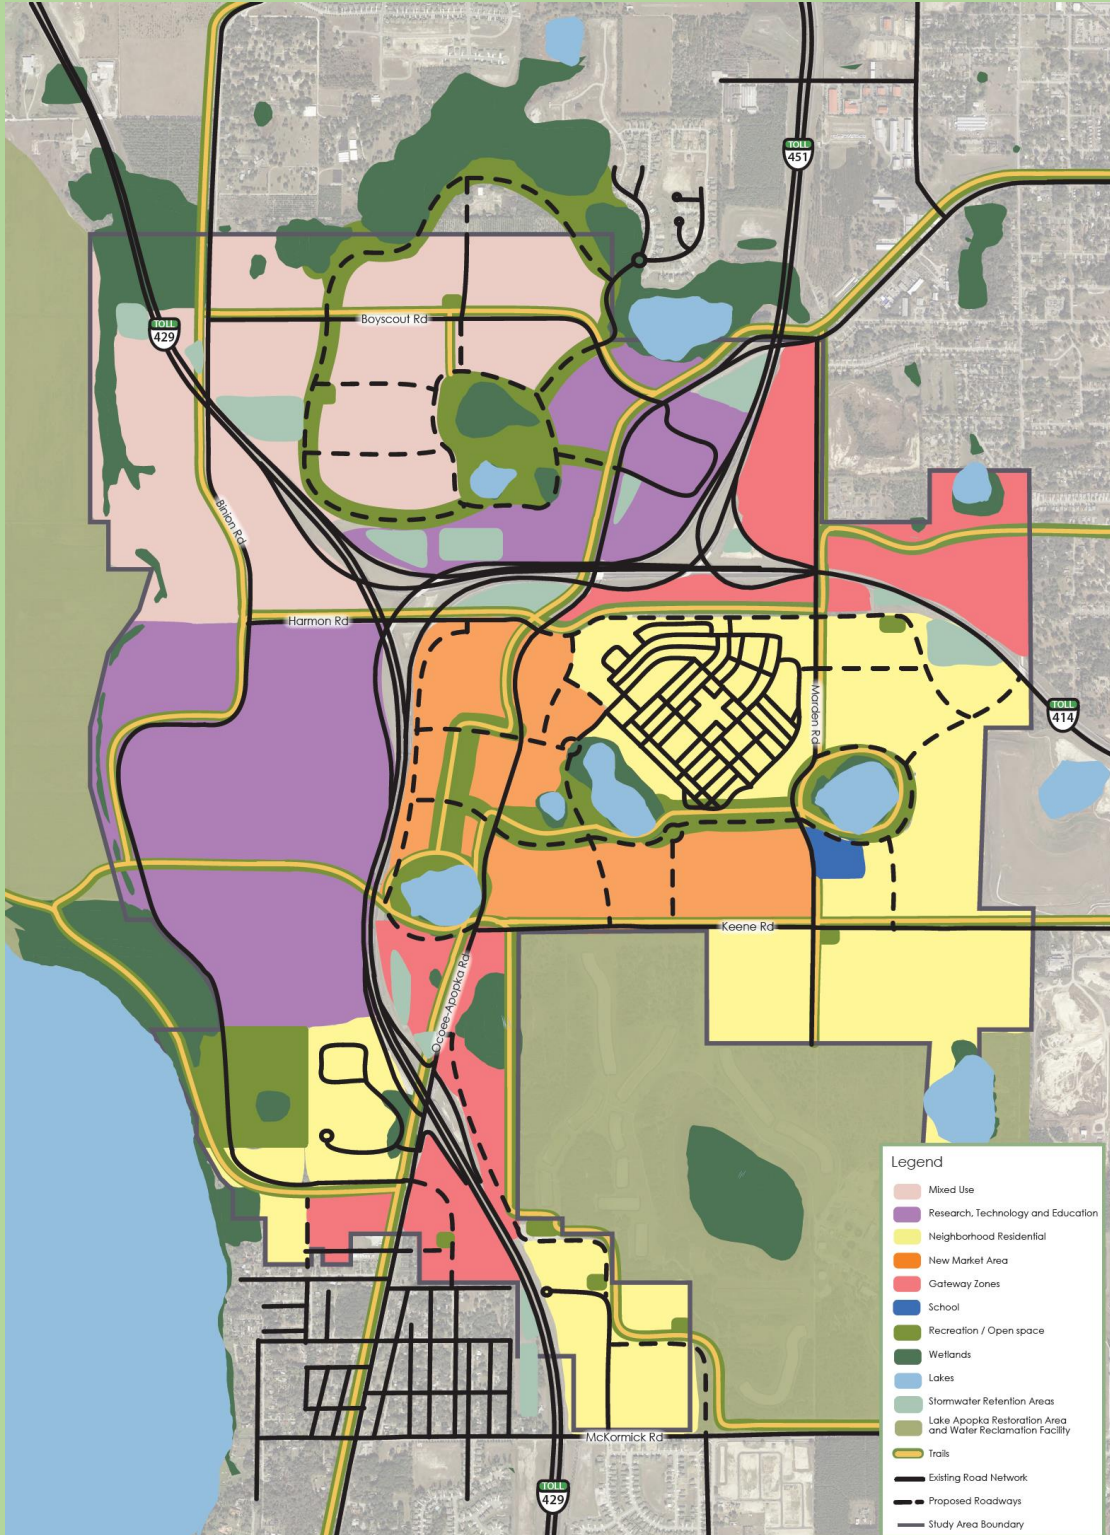 TOLL
451
Boyscout Rd
TOLL
429
Binion Rd
Harmon Rd
Marden Rd
TOLL
414
Keene Rd
Ocoee-Apopka Rd
McKormick Rd
TOLL
429
Legend
Mixed Use
Research, Technology and Education
Neighborhood Residential
New Market Area
Gateway Zones
School
Recreation / Open space
Wetlands
Lakes
Stormwater Retention Areas
Lake Apopka Restoration Area
and Water Reclamation Facility
Trails
Existing Road Network
Proposed Roadways
Study Area Boundary